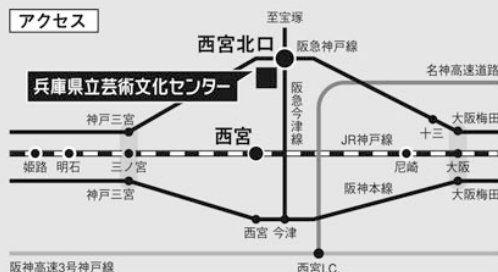 アクセス
至宝塚
西宮北口
阪急神戸線
兵庫県立芸術文化センター
名神高速道路
阪急今津線
神戸三宮
十三
大阪梅田
西宮
JR神戸線
姫路
明石
三ノ宮
尼崎
大阪
神戸三宮
阪神本線
大阪梅田
西宮
今津
阪神高速3号神戸線
西宮I.C.